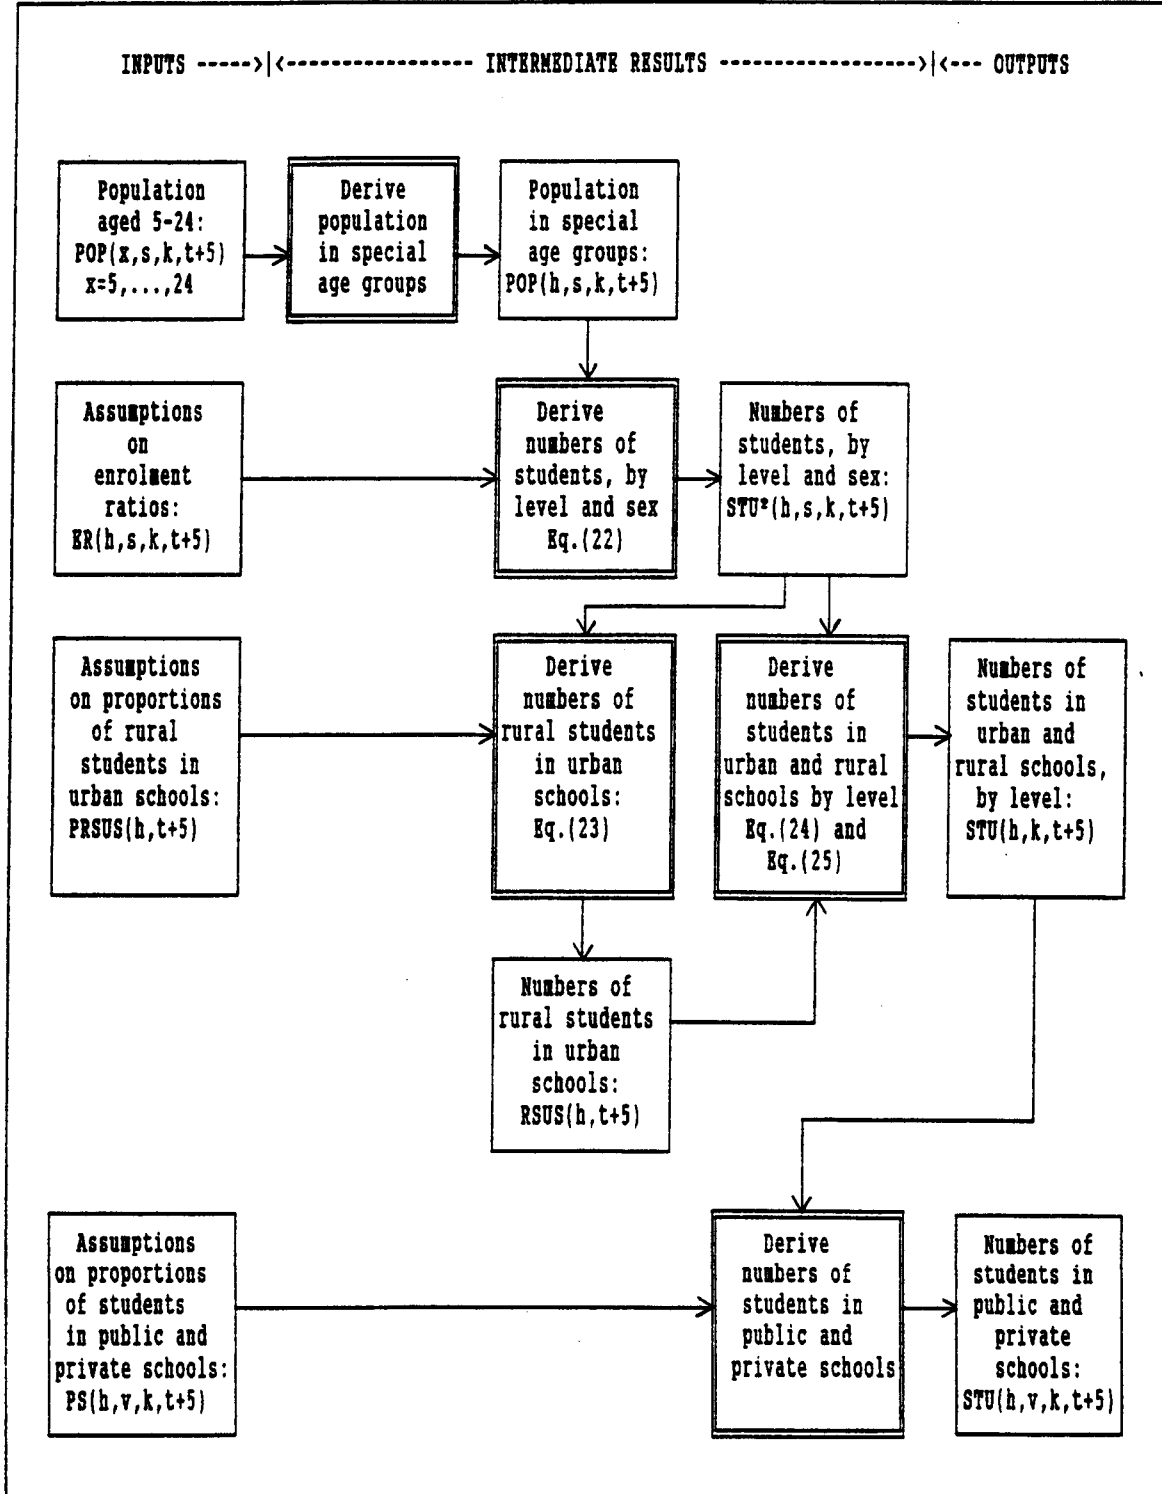 INPUTS ----->|<----------------- INTERMEDIATE RESULTS ------------------>|<--- OUTPUTS
Population
aged 5-24:
POP(x,s,k,t+5)
x=5,...,24
Derive
population
in special
age groups
Population
in special
age groups:
POP(h,s,k,t+5)
Assumptions
on
enrolment
ratios:
ER(h,s,k,t+5)
Derive
numbers of
students, by
level and sex
Eq.(22)
Numbers of
students, by
level and sex:
STU*(h,s,k,t+5)
Assumptions
on proportions
of rural
students in
urban schools:
PRSUS(h,t+5)
Derive
numbers of
rural students
in urban
schools:
Eq.(23)
Derive
numbers of
students in
urban and rural
schools by level
Eq.(24) and
Eq.(25)
Numbers of
students in
urban and
rural schools,
by level:
STU(h,k,t+5)
Numbers of
rural students
in urban
schools:
RSUS(h,t+5)
Assumptions
on proportions
of students
in public and
private schools:
PS(h,v,k,t+5)
Derive
numbers of
students in
public and
private schools
Numbers of
students in
public and
private
schools:
STU(h,v,k,t+5)